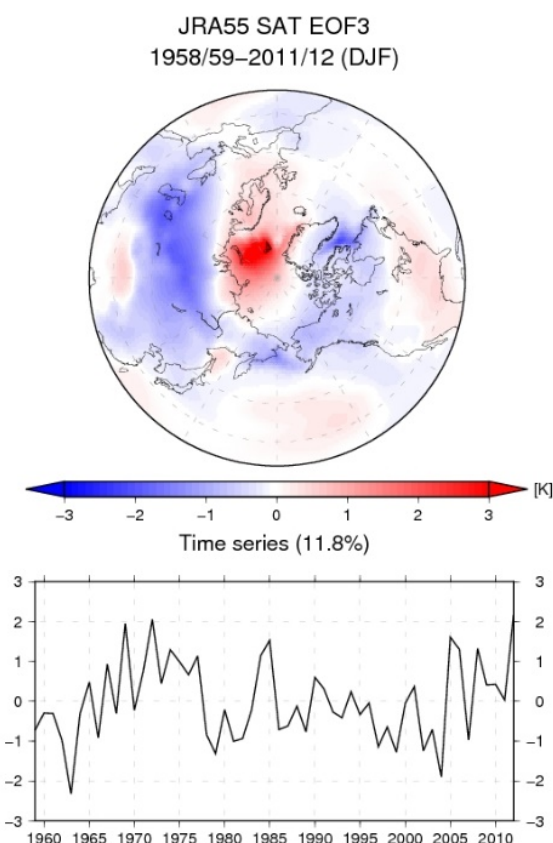 JRA55 SAT EOF3
1958/59−2011/12 (DJF)
[K]
−3 −2 −1 0 1 2 3
Time series (11.8%)
3 3
2 2
1 1
0 0
−1 −1
−2 −2
−3 −3
1960 1965 1970 1975 1980 1985 1990 1995 2000 2005 2010